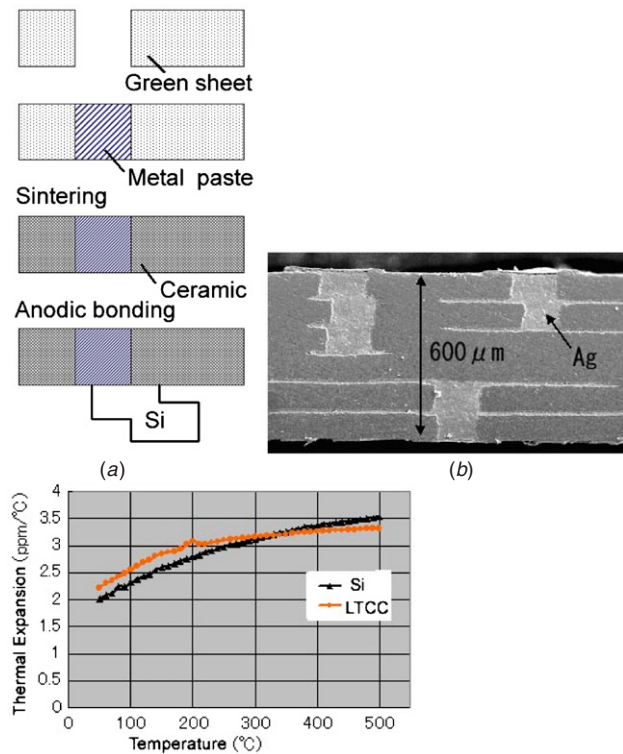 Green sheet
Metal paste
Sintering
Ceramic
Anodic bonding
Si
(a)
600 μm
Ag
(b)
Thermal Expansion (ppm/°C)
4
3.5
3
2.5
2
1.5
1
0.5
0
0 100 200 300 400 500
Temperature (°C)
Si
LTCC